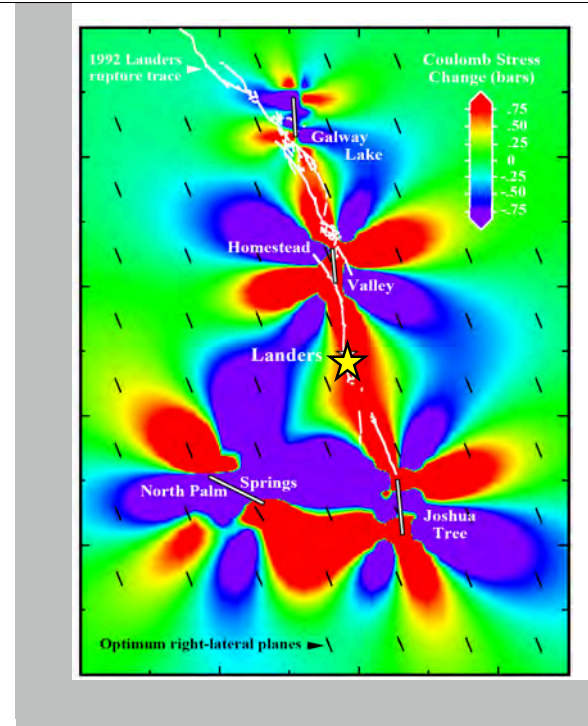 1992 Landers
rupture trace
Coulomb Stress
Change (bars)
.75
.50
.25
0
-.25
-.50
-.75
Galway
Lake
Homestead
Valley
Landers
North Palm
Springs
Joshua
Tree
Optimum right-lateral planes